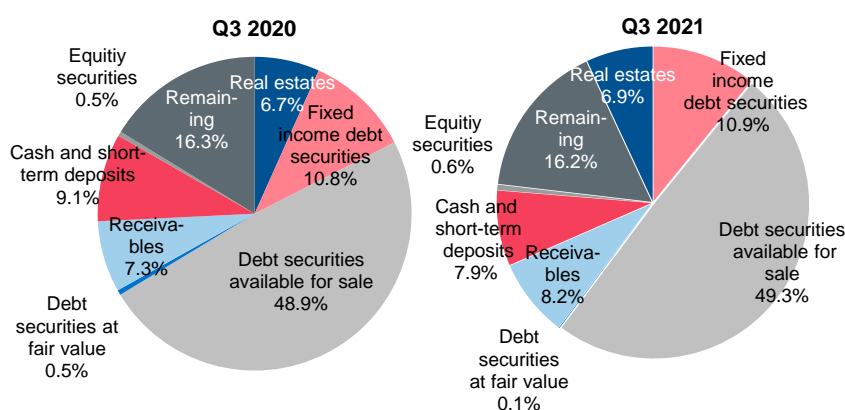 Q3 2020
Real estates
6.7%
Fixed
income debt
securities
10.8%
Debt securities
available for sale
48.9%
Debt
securities at
fair value
0.5%
Receiva-
bles
7.3%
Cash and short-
term deposits
9.1%
Equitiy
securities
0.5%
Remain-
ing
16.3%
Q3 2021
Real estates
6.9%
Fixed
income
debt securities
10.9%
Debt securities
available for
sale
49.3%
Debt
securities
at fair value
0.1%
Receiva-
bles
8.2%
Cash and
short-term
deposits
7.9%
Equitiy
securities
0.6%
Remain-
ing
16.2%